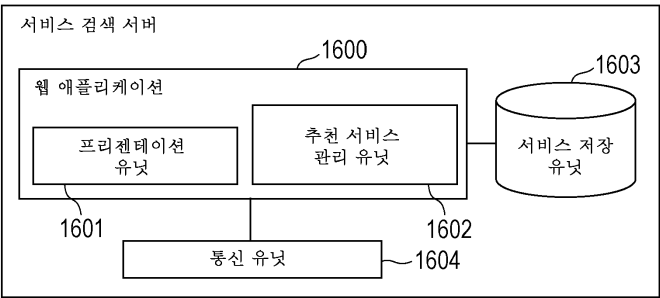 서비스 검색 서버
1600
웹 애플리케이션
1603
프리젠테이션
유닛
추천 서비스
관리 유닛
서비스 저장
유닛
1601
1602
통신 유닛
1604